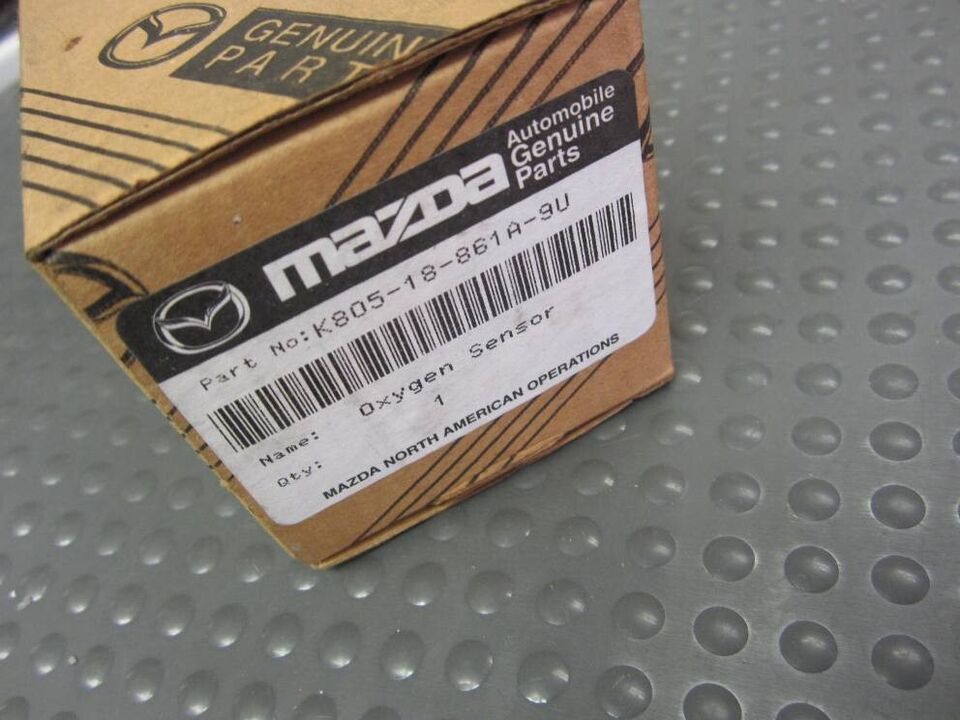 GENUIN
PART
mazda
Automobile
Genuine
Parts
Part No:K805-18-861A-9U
Name: Oxygen Sensor
Qty: 1
MAZDA NORTH AMERICAN OPERATIONS